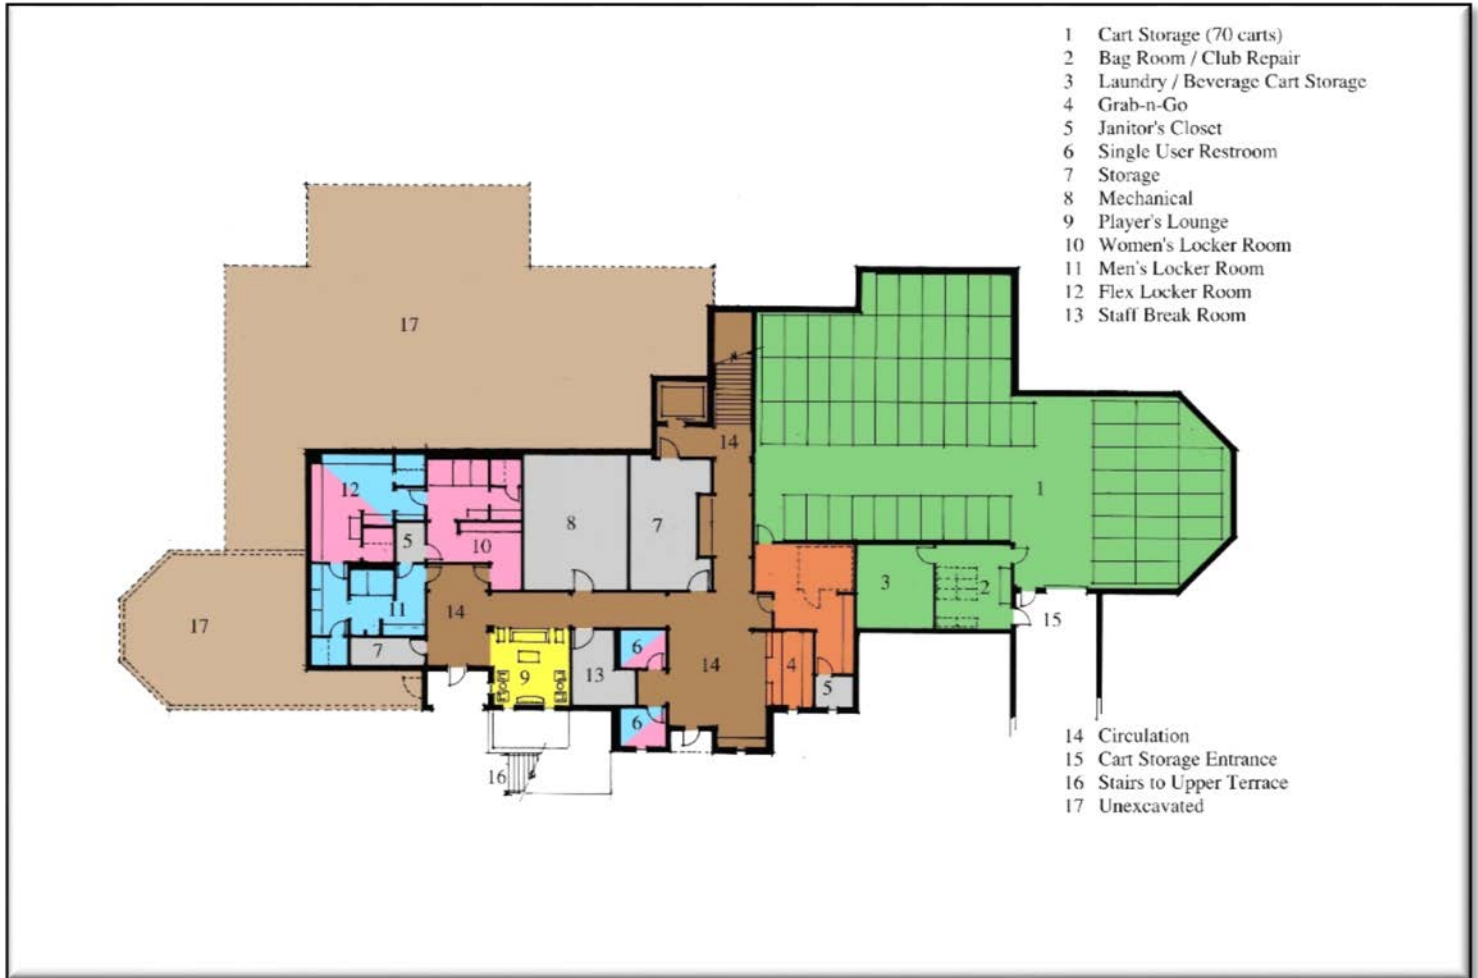 1 Cart Storage (70 carts)
2 Bag Room / Club Repair
3 Laundry / Beverage Cart Storage
4 Grab-n-Go
5 Janitor's Closet
6 Single User Restroom
7 Storage
8 Mechanical
9 Player's Lounge
10 Women's Locker Room
11 Men's Locker Room
12 Flex Locker Room
13 Staff Break Room
17
14
12
1
8
7
5
10
3
2
14
11
15
17
7
6
14
4
9
13
5
6
16
14 Circulation
15 Cart Storage Entrance
16 Stairs to Upper Terrace
17 Unexcavated